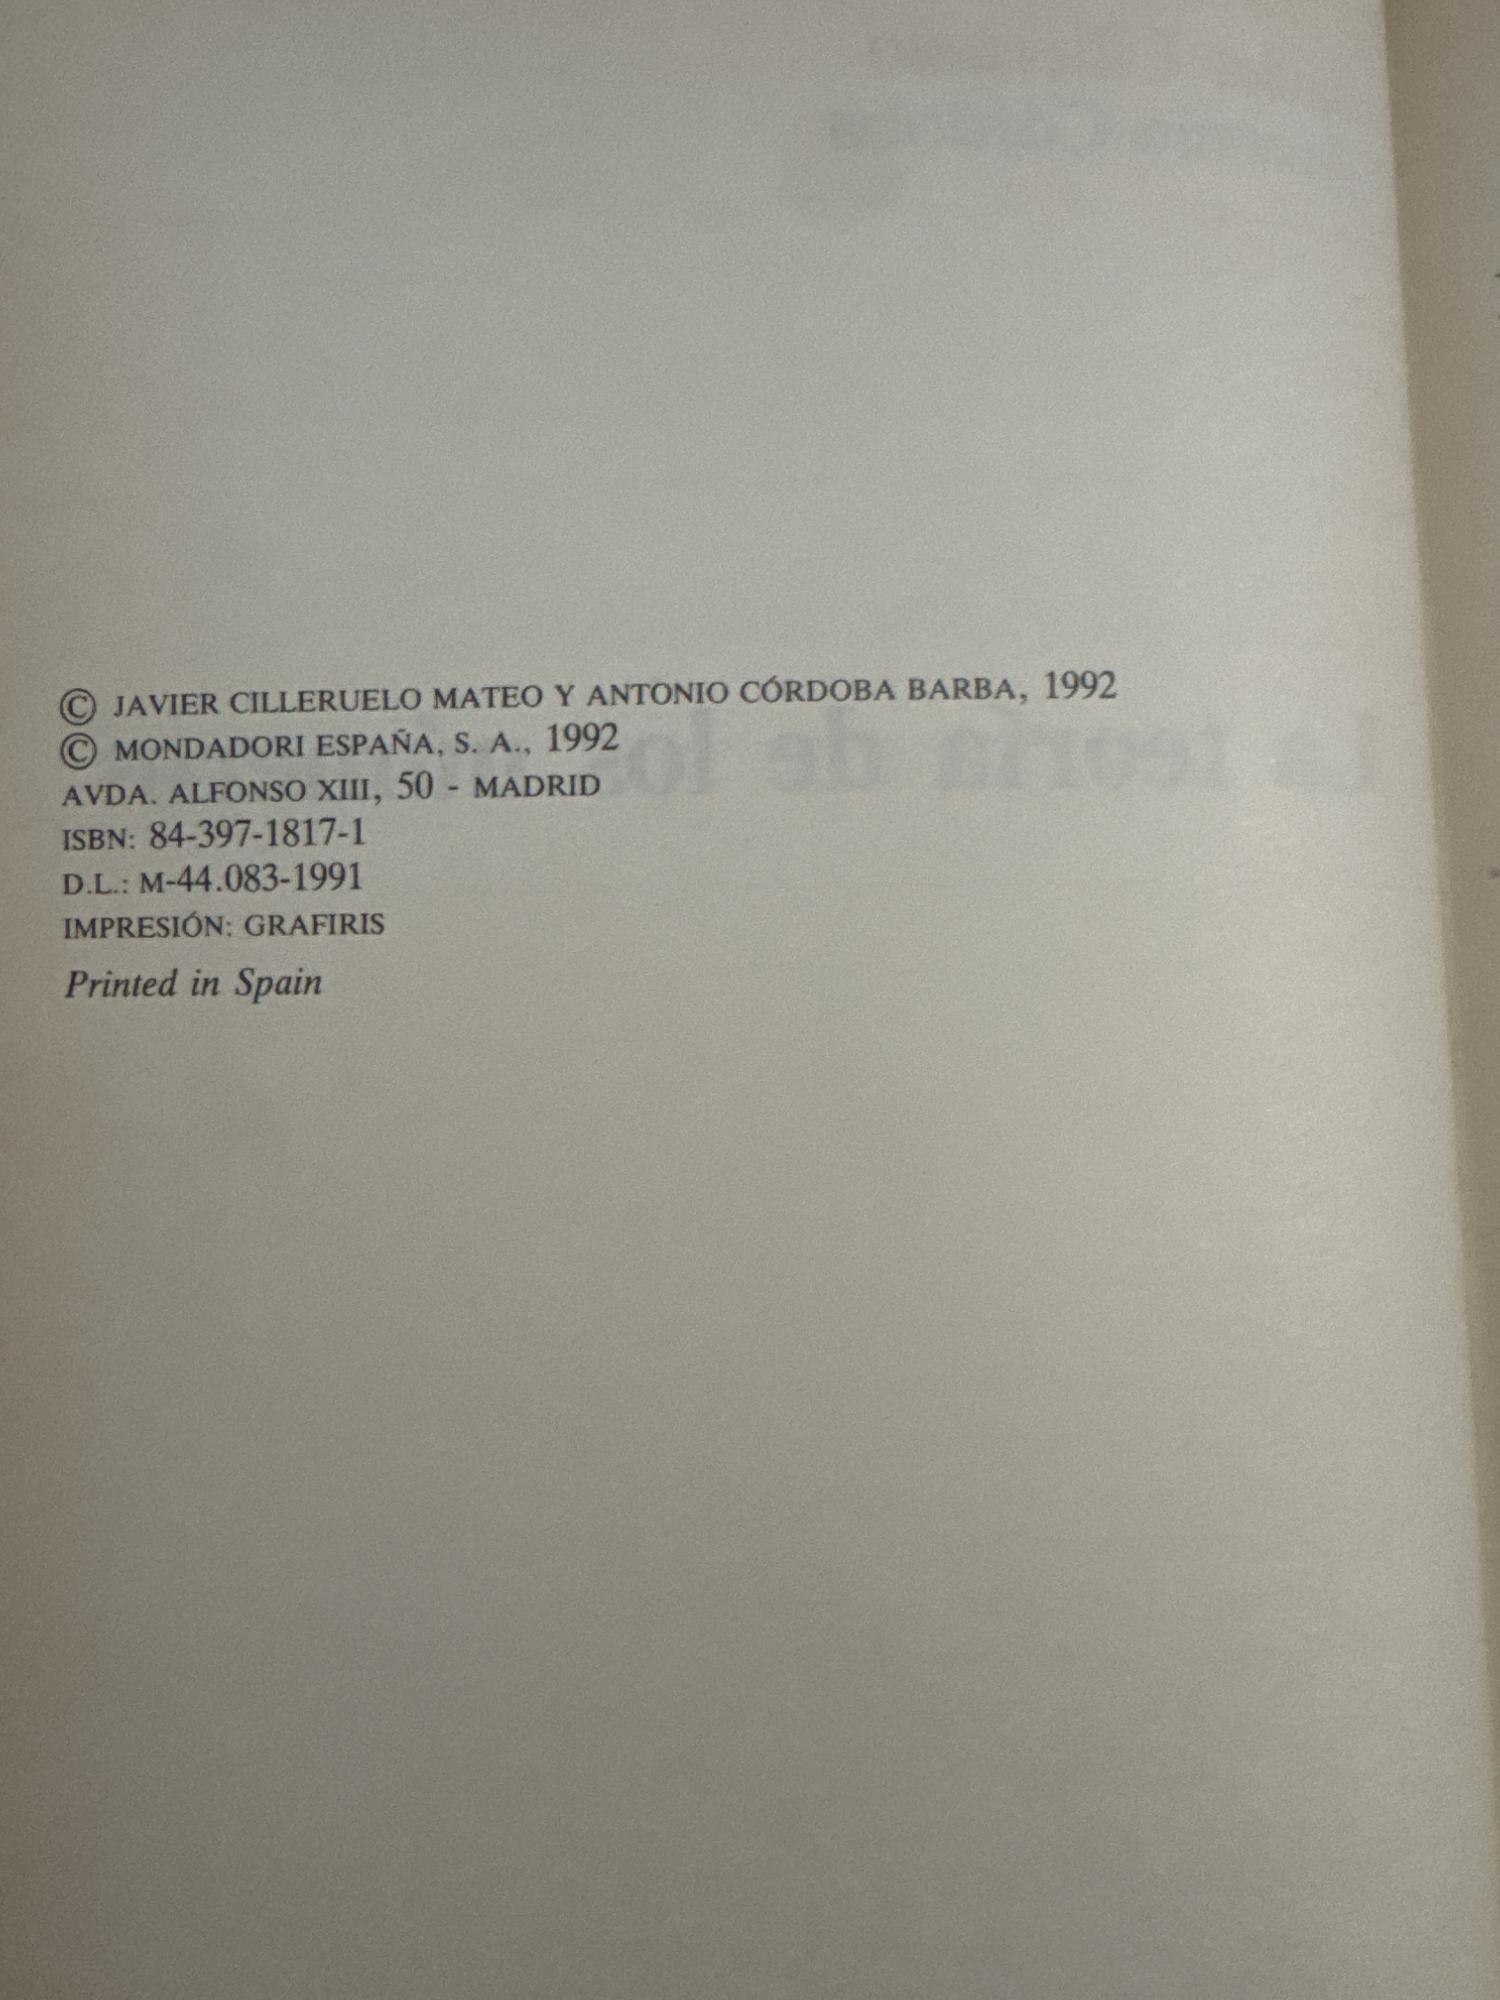 © JAVIER CILLERUELO MATEO Y ANTONIO CÓRDOBA BARBA, 1992
© MONDADORI ESPAÑA, S. A., 1992
AVDA. ALFONSO XIII, 50 - MADRID
ISBN: 84-397-1817-1
D.L.: M-44.083-1991
IMPRESIÓN: GRAFIRIS
Printed in Spain